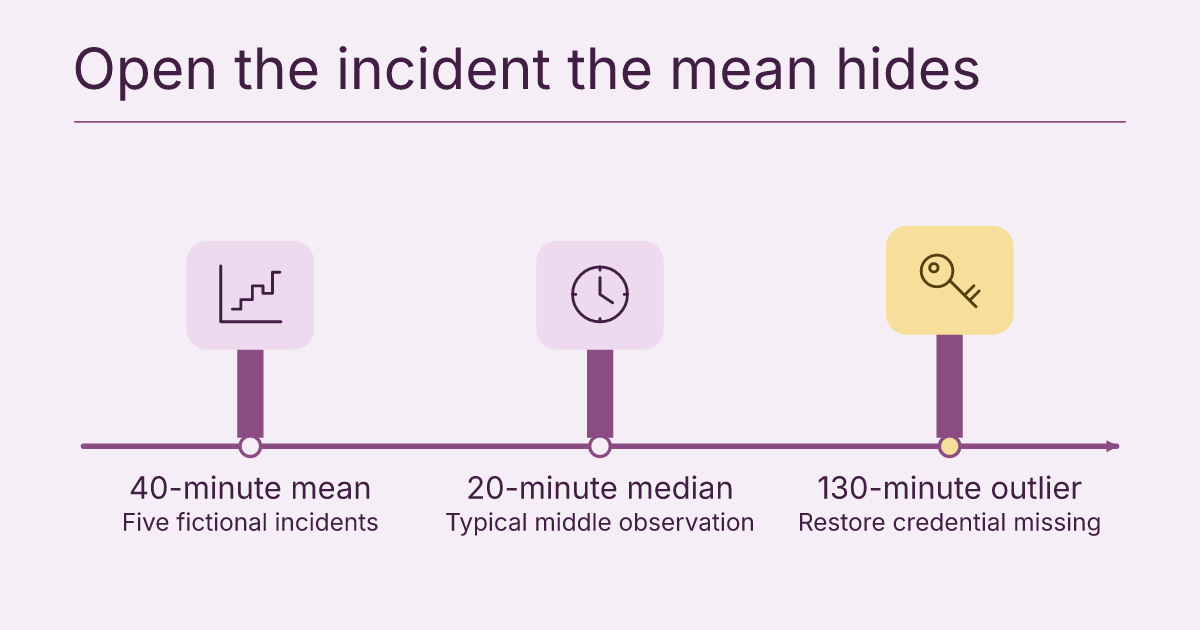 Open the incident the mean hides
40-minute mean
Five fictional incidents
20-minute median
Typical middle observation
130-minute outlier
Restore credential missing